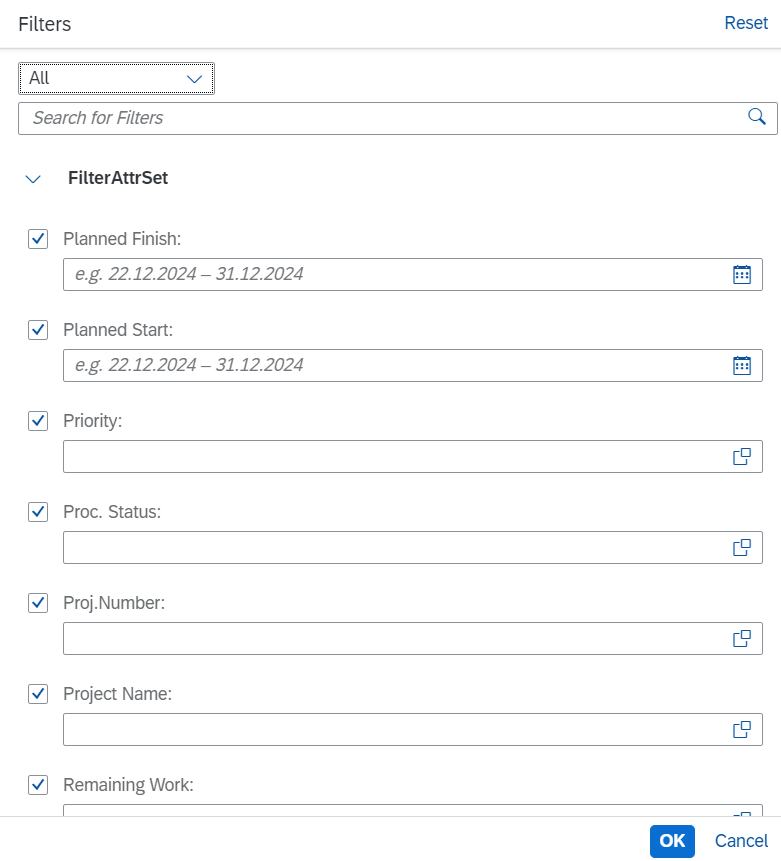 Filters
Reset
All
Search for Filters
FilterAttrSet
Planned Finish:
e.g. 22.12.2024 – 31.12.2024
Planned Start:
e.g. 22.12.2024 – 31.12.2024
Priority:
Proc. Status:
Proj.Number:
Project Name:
Remaining Work:
OK
Cancel